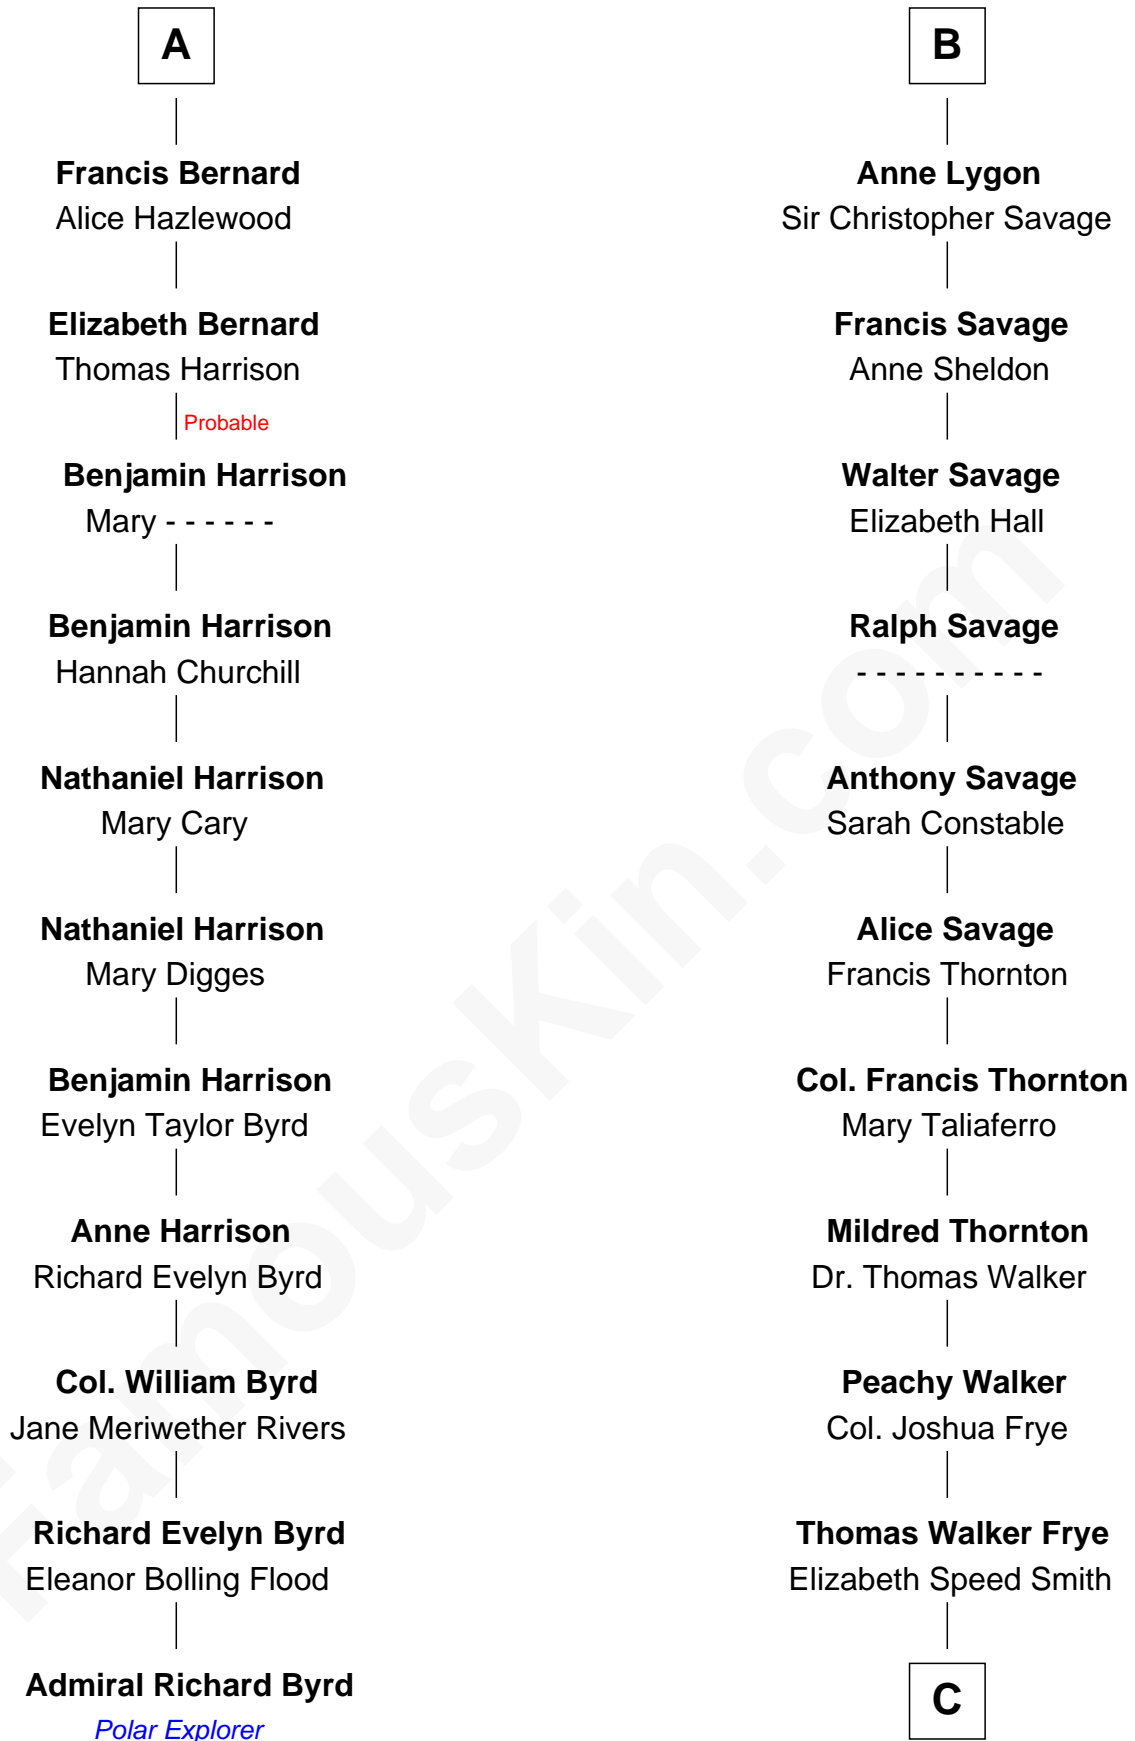 A
Francis Bernard
Alice Hazlewood
Elizabeth Bernard
Thomas Harrison
Probable
Benjamin Harrison
Mary - - - - - -
Benjamin Harrison
Hannah Churchill
Nathaniel Harrison
Mary Cary
Nathaniel Harrison
Mary Digges
Benjamin Harrison
Evelyn Taylor Byrd
Anne Harrison
Richard Evelyn Byrd
Col. William Byrd
Jane Meriwether Rivers
Richard Evelyn Byrd
Eleanor Bolling Flood
Admiral Richard Byrd
Polar Explorer
B
Anne Lygon
Sir Christopher Savage
Francis Savage
Anne Sheldon
Walter Savage
Elizabeth Hall
Ralph Savage
- - - - - - - - - -
Anthony Savage
Sarah Constable
Alice Savage
Francis Thornton
Col. Francis Thornton
Mary Taliaferro
Mildred Thornton
Dr. Thomas Walker
Peachy Walker
Col. Joshua Frye
Thomas Walker Frye
Elizabeth Speed Smith
C
FamousKin.com